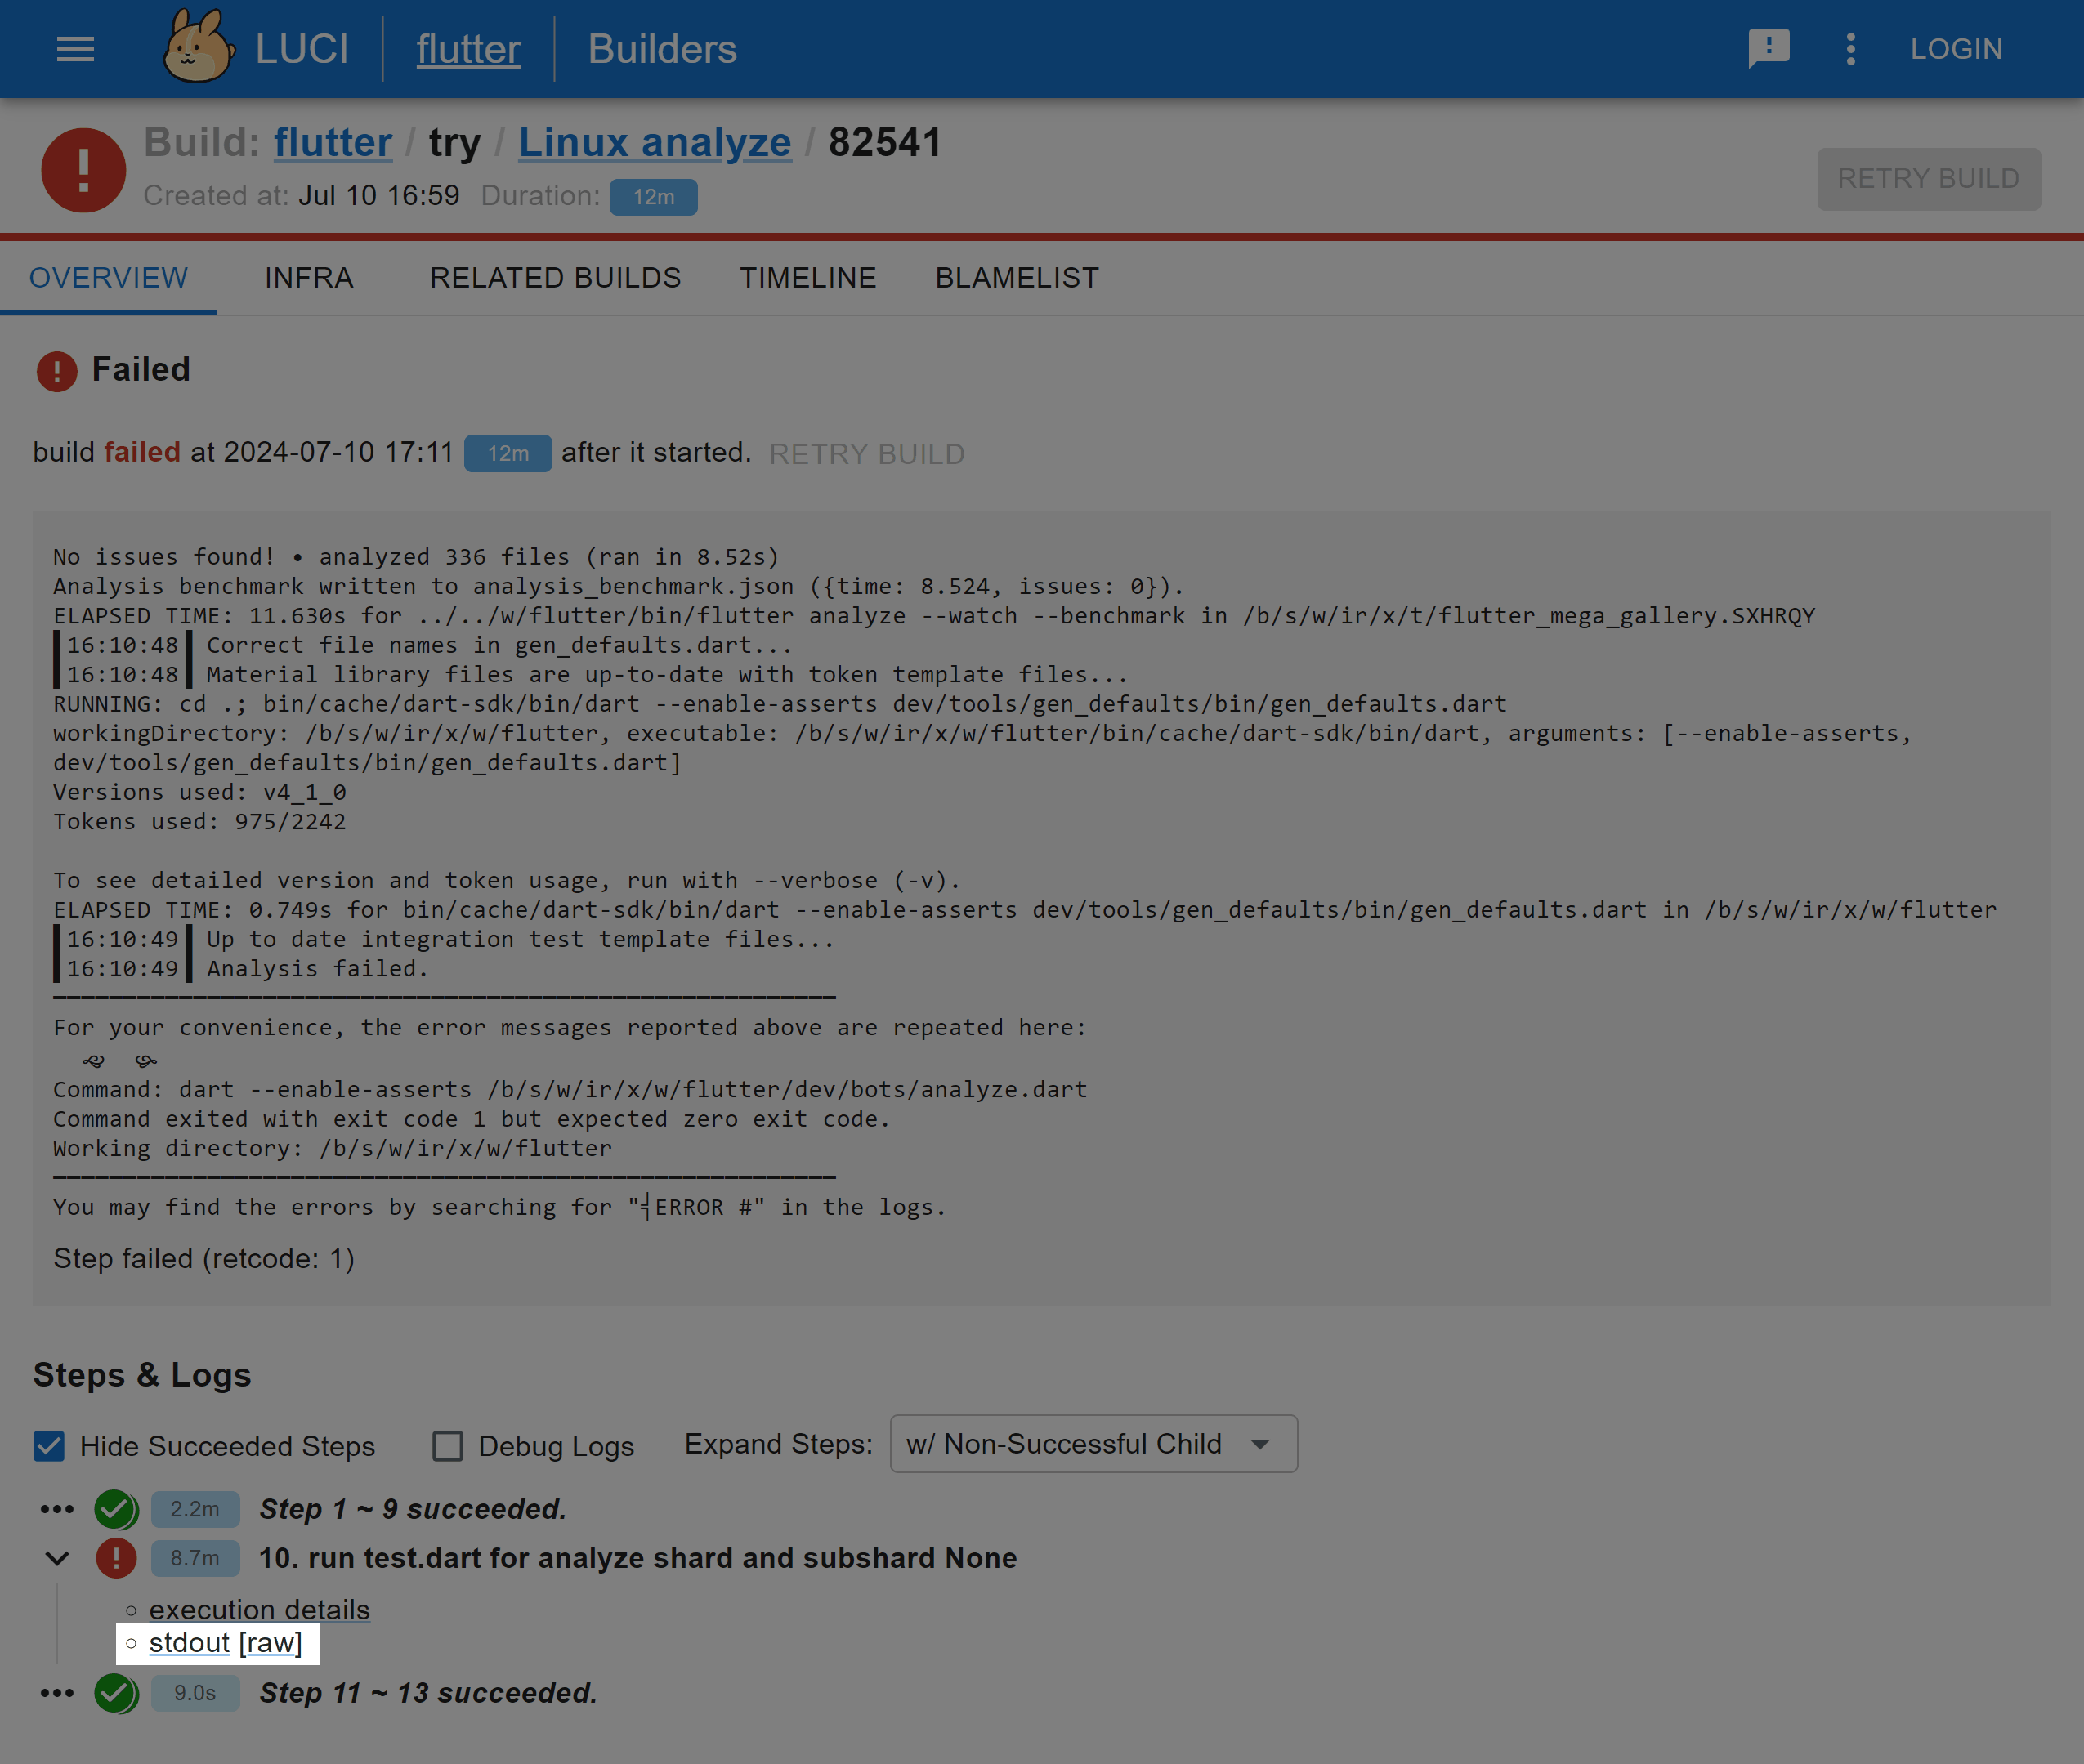 LUCI flutter Builders LOGIN
Build: flutter / try / Linux analyze / 82541
Created at: Jul 10 16:59 Duration: 12m
RETRY BUILD
OVERVIEW INFRA RELATED BUILDS TIMELINE BLAMELIST
Failed
build failed at 2024-07-10 17:11 12m after it started. RETRY BUILD
No issues found! • analyzed 336 files (ran in 8.52s)
Analysis benchmark written to analysis_benchmark.json ({time: 8.524, issues: 0}).
ELAPSED TIME: 11.630s for ../../w/flutter/bin/flutter analyze --watch --benchmark in /b/s/w/ir/x/t/flutter_mega_gallery.SXHRQY
▌16:10:48▐ Correct file names in gen_defaults.dart...
▌16:10:48▐ Material library files are up-to-date with token template files...
RUNNING: cd .; bin/cache/dart-sdk/bin/dart --enable-asserts dev/tools/gen_defaults/bin/gen_defaults.dart
workingDirectory: /b/s/w/ir/x/w/flutter, executable: /b/s/w/ir/x/w/flutter/bin/cache/dart-sdk/bin/dart, arguments: [--enable-asserts,
dev/tools/gen_defaults/bin/gen_defaults.dart]
Versions used: v4_1_0
Tokens used: 975/2242
To see detailed version and token usage, run with --verbose (-v).
ELAPSED TIME: 0.749s for bin/cache/dart-sdk/bin/dart --enable-asserts dev/tools/gen_defaults/bin/gen_defaults.dart in /b/s/w/ir/x/w/flutter
▌16:10:49▐ Up to date integration test template files...
▌16:10:49▐ Analysis failed.
For your convenience, the error messages reported above are repeated here:
Command: dart --enable-asserts /b/s/w/ir/x/w/flutter/dev/bots/analyze.dart
Command exited with exit code 1 but expected zero exit code.
Working directory: /b/s/w/ir/x/w/flutter
You may find the errors by searching for "╡ERROR #" in the logs.
Step failed (retcode: 1)
Steps & Logs
Hide Succeeded Steps Debug Logs Expand Steps: w/ Non-Successful Child
2.2m Step 1 ~ 9 succeeded.
8.7m 10. run test.dart for analyze shard and subshard None
execution details
stdout [raw]
9.0s Step 11 ~ 13 succeeded.